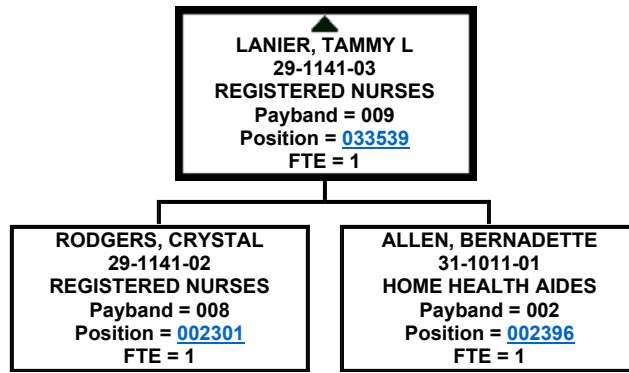 LANIER, TAMMY L
29-1141-03
REGISTERED NURSES
Payband = 009
Position = 033539
FTE = 1
RODGERS, CRYSTAL
29-1141-02
REGISTERED NURSES
Payband = 008
Position = 002301
FTE = 1
ALLEN, BERNADETTE
31-1011-01
HOME HEALTH AIDES
Payband = 002
Position = 002396
FTE = 1